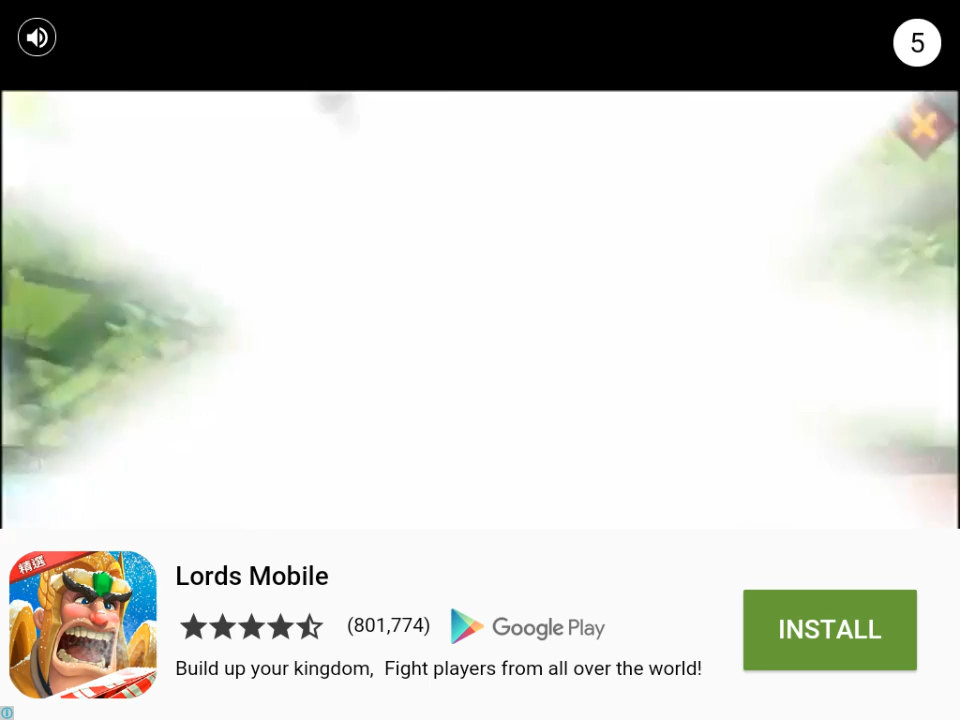 5
Lords Mobile
精選
(801,774) Google Play
INSTALL
Build up your kingdom, Fight players from all over the world!